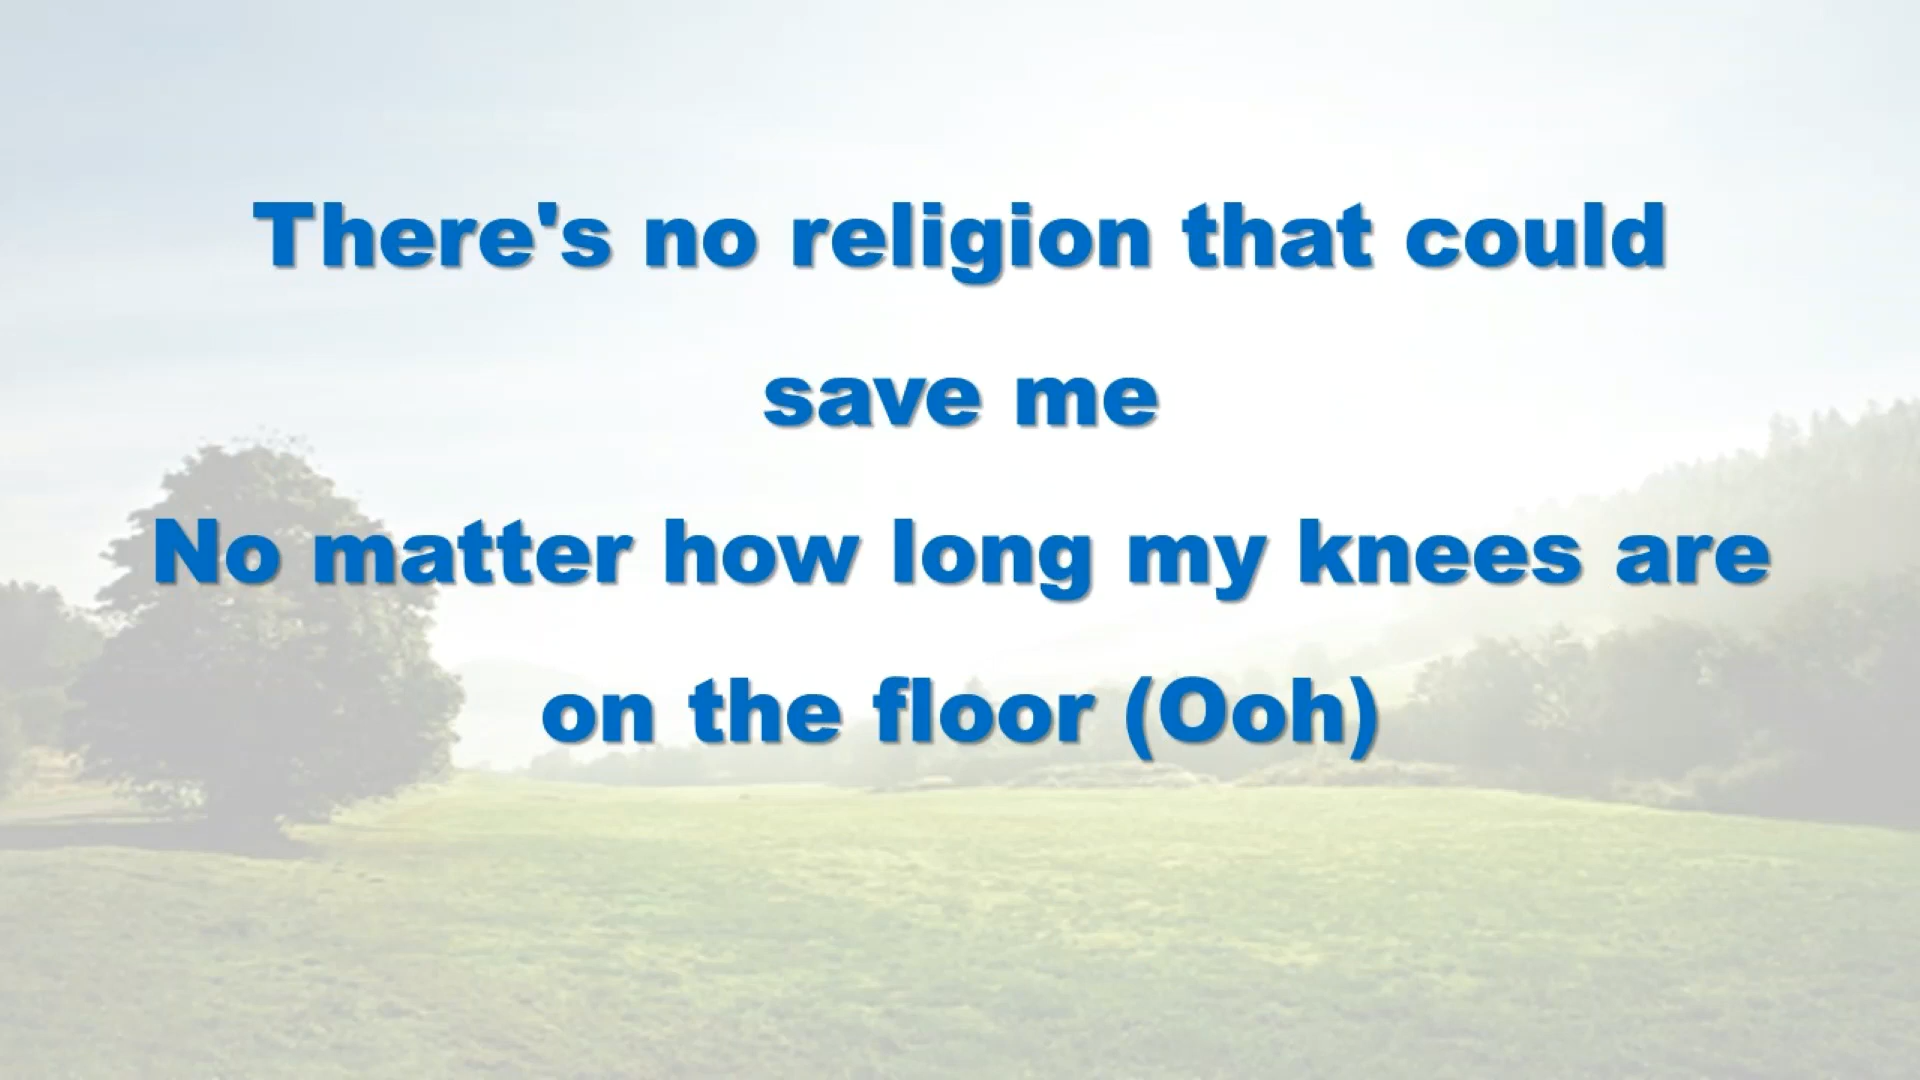 There's no religion that could
save me
No matter how long my knees are
on the floor (Ooh)